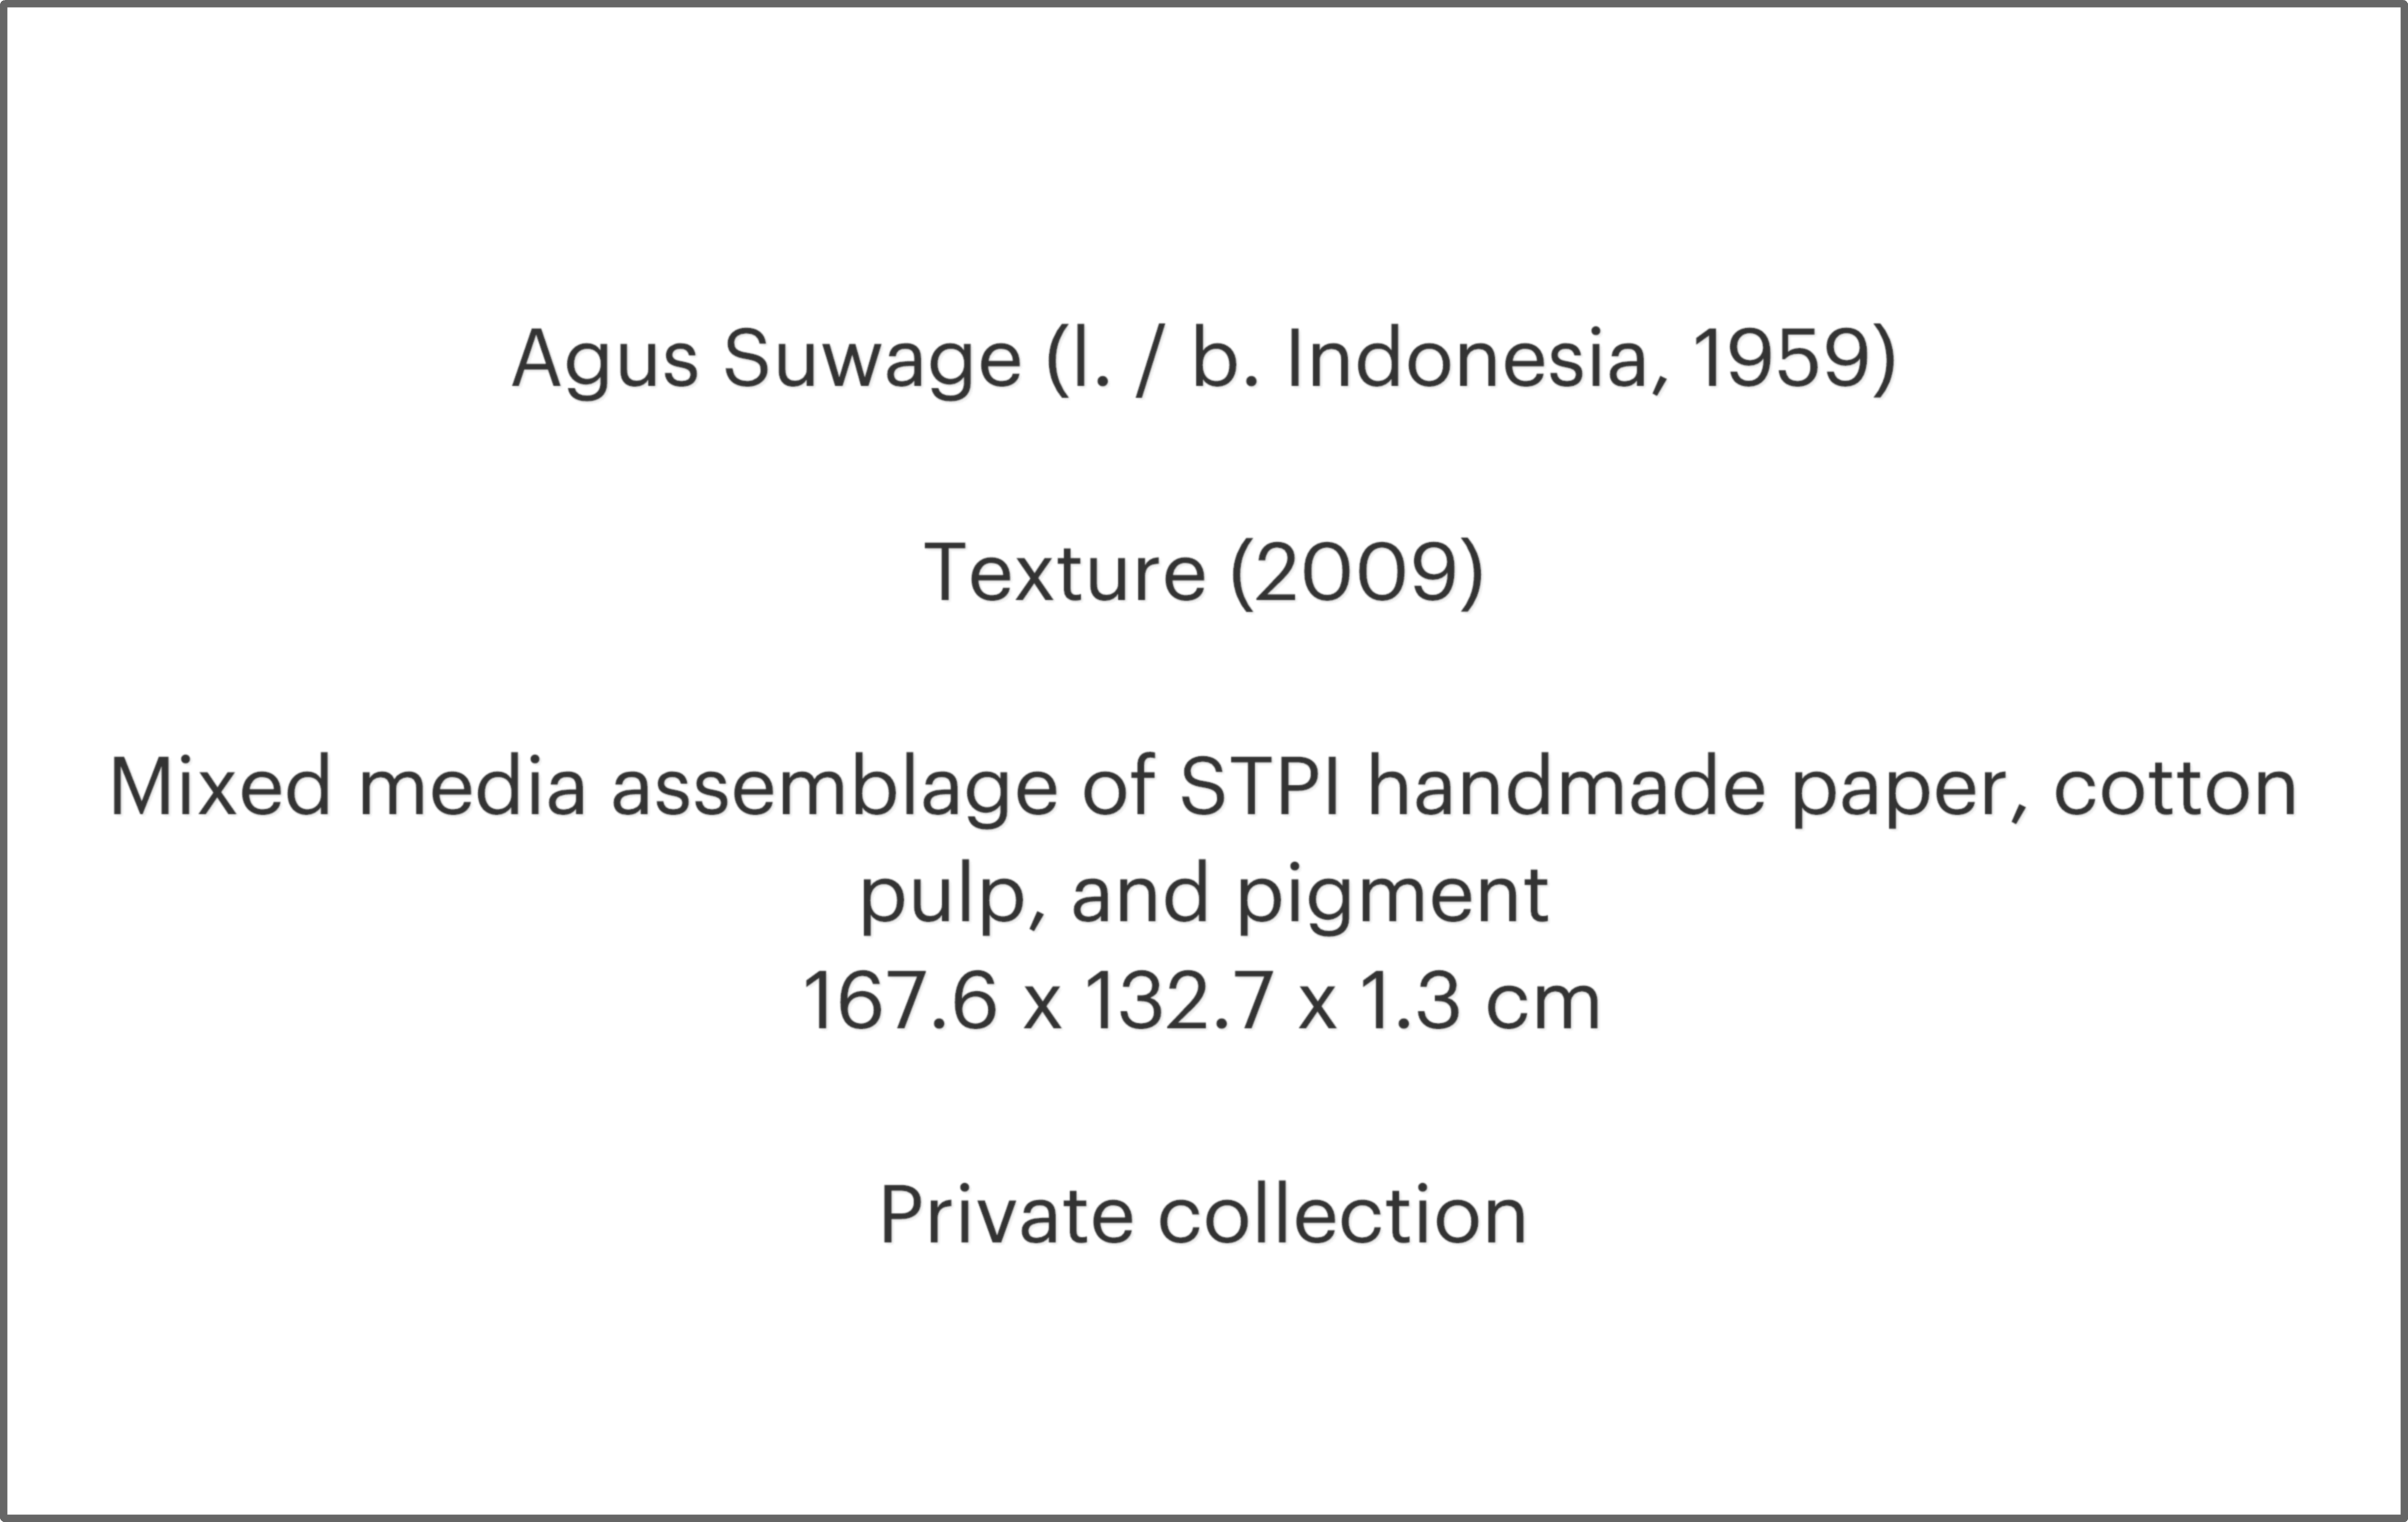 Agus Suwage (l. / b. Indonesia, 1959)
Texture (2009)
Mixed media assemblage of STPI handmade paper, cotton
pulp, and pigment
167.6 x 132.7 x 1.3 cm
Private collection